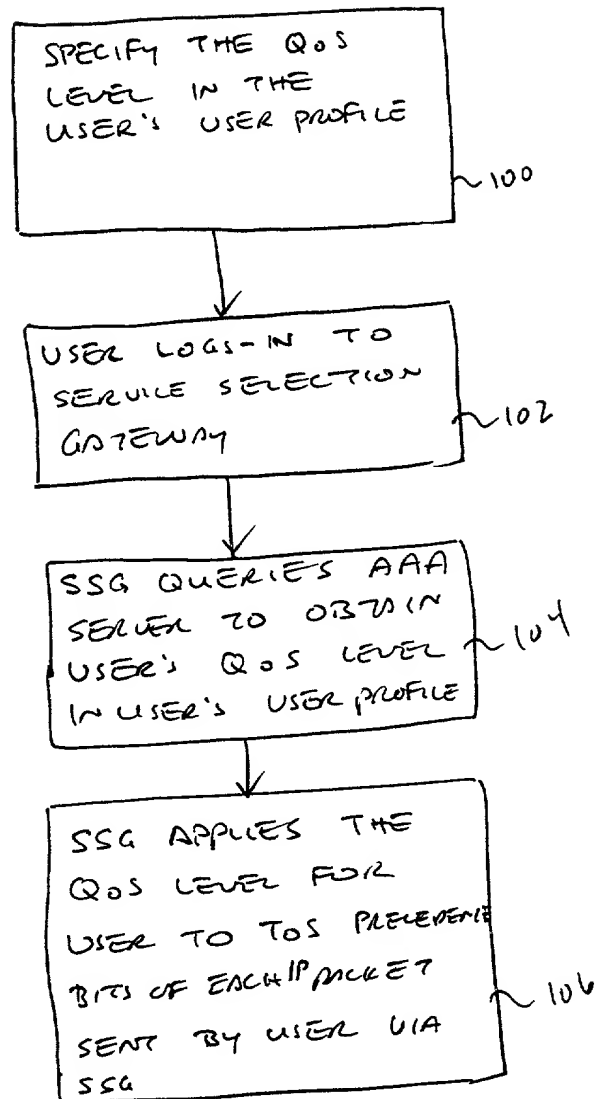 SPECIFY THE QoS
LEVEL IN THE
USER'S USER PROFILE
100
USER LOGS-IN TO
SERVICE SELECTION
GATEWAY
102
SSG QUERIES AAA
SERVER TO OBTAIN
USER'S QoS LEVEL
IN USER'S USER PROFILE
104
SSG APPLIES THE
QoS LEVEL FOR
USER TO TOS PRECEDENCE
BITS OF EACH IP PACKET
SENT BY USER VIA
SSG
106